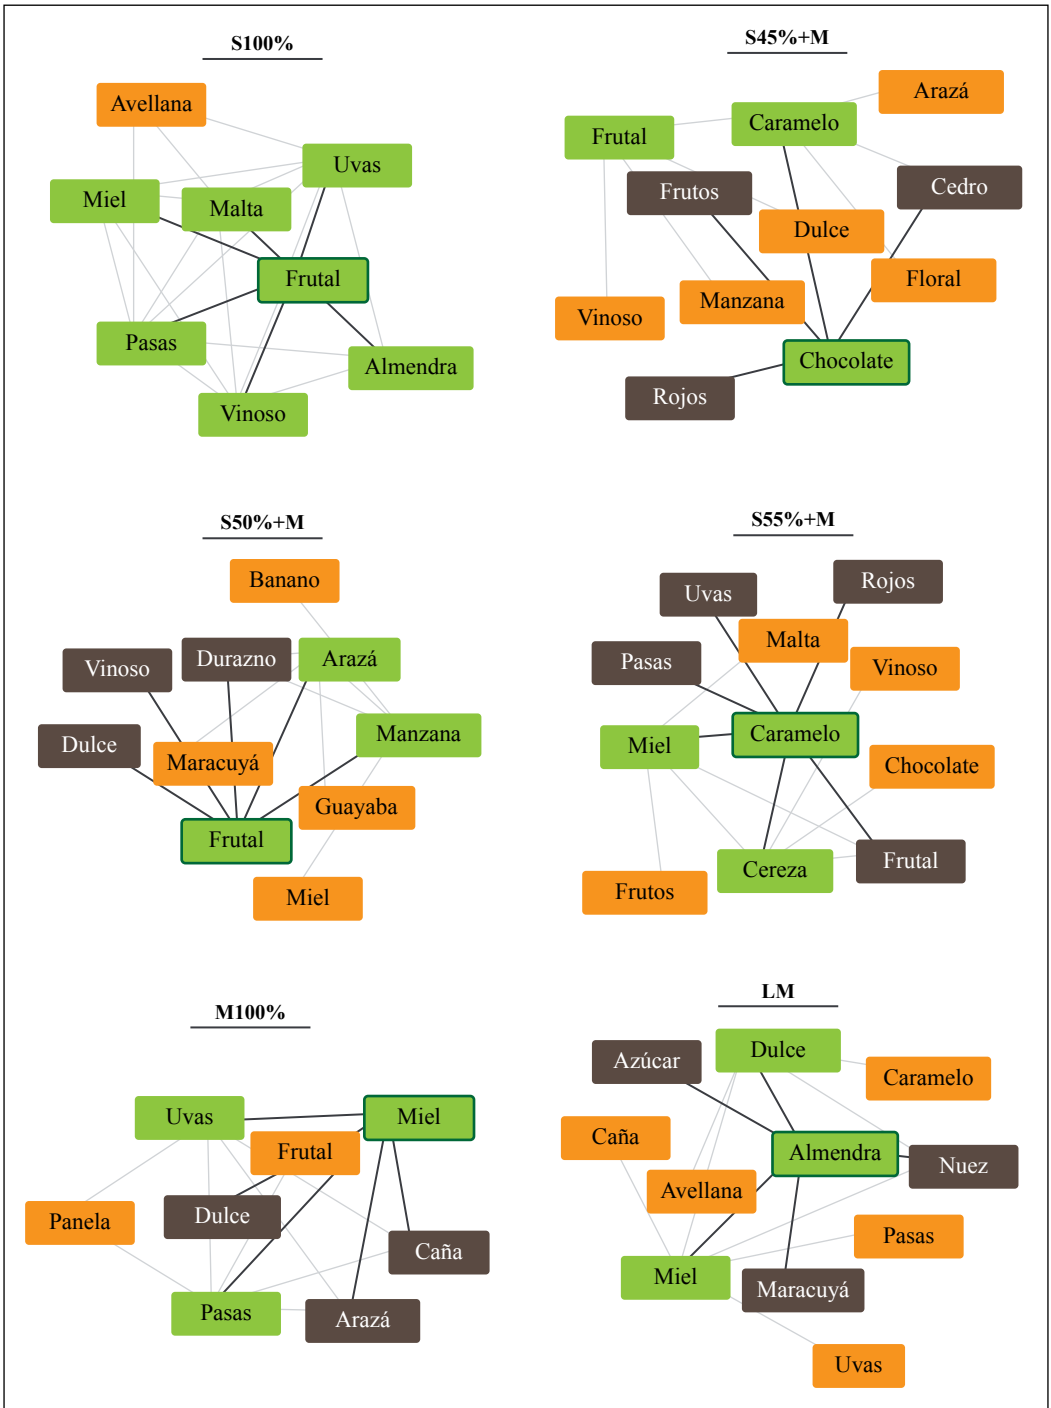 S100%
Avellana
Uvas
Miel
Malta
Frutal
Pasas
Almendra
Vinoso
S45%+M
Arazá
Caramelo
Frutal
Frutos
Cedro
Dulce
Floral
Manzana
Vinoso
Chocolate
Rojos
S50%+M
Banano
Durazno
Arazá
Vinoso
Manzana
Dulce
Maracuyá
Guayaba
Frutal
Miel
S55%+M
Rojos
Uvas
Malta
Pasas
Vinoso
Miel
Caramelo
Chocolate
Cereza
Frutal
Frutos
M100%
Uvas
Miel
Frutal
Dulce
Panela
Caña
Pasas
Arazá
LM
Dulce
Azúcar
Caramelo
Caña
Almendra
Nuez
Avellana
Pasas
Miel
Maracuyá
Uvas